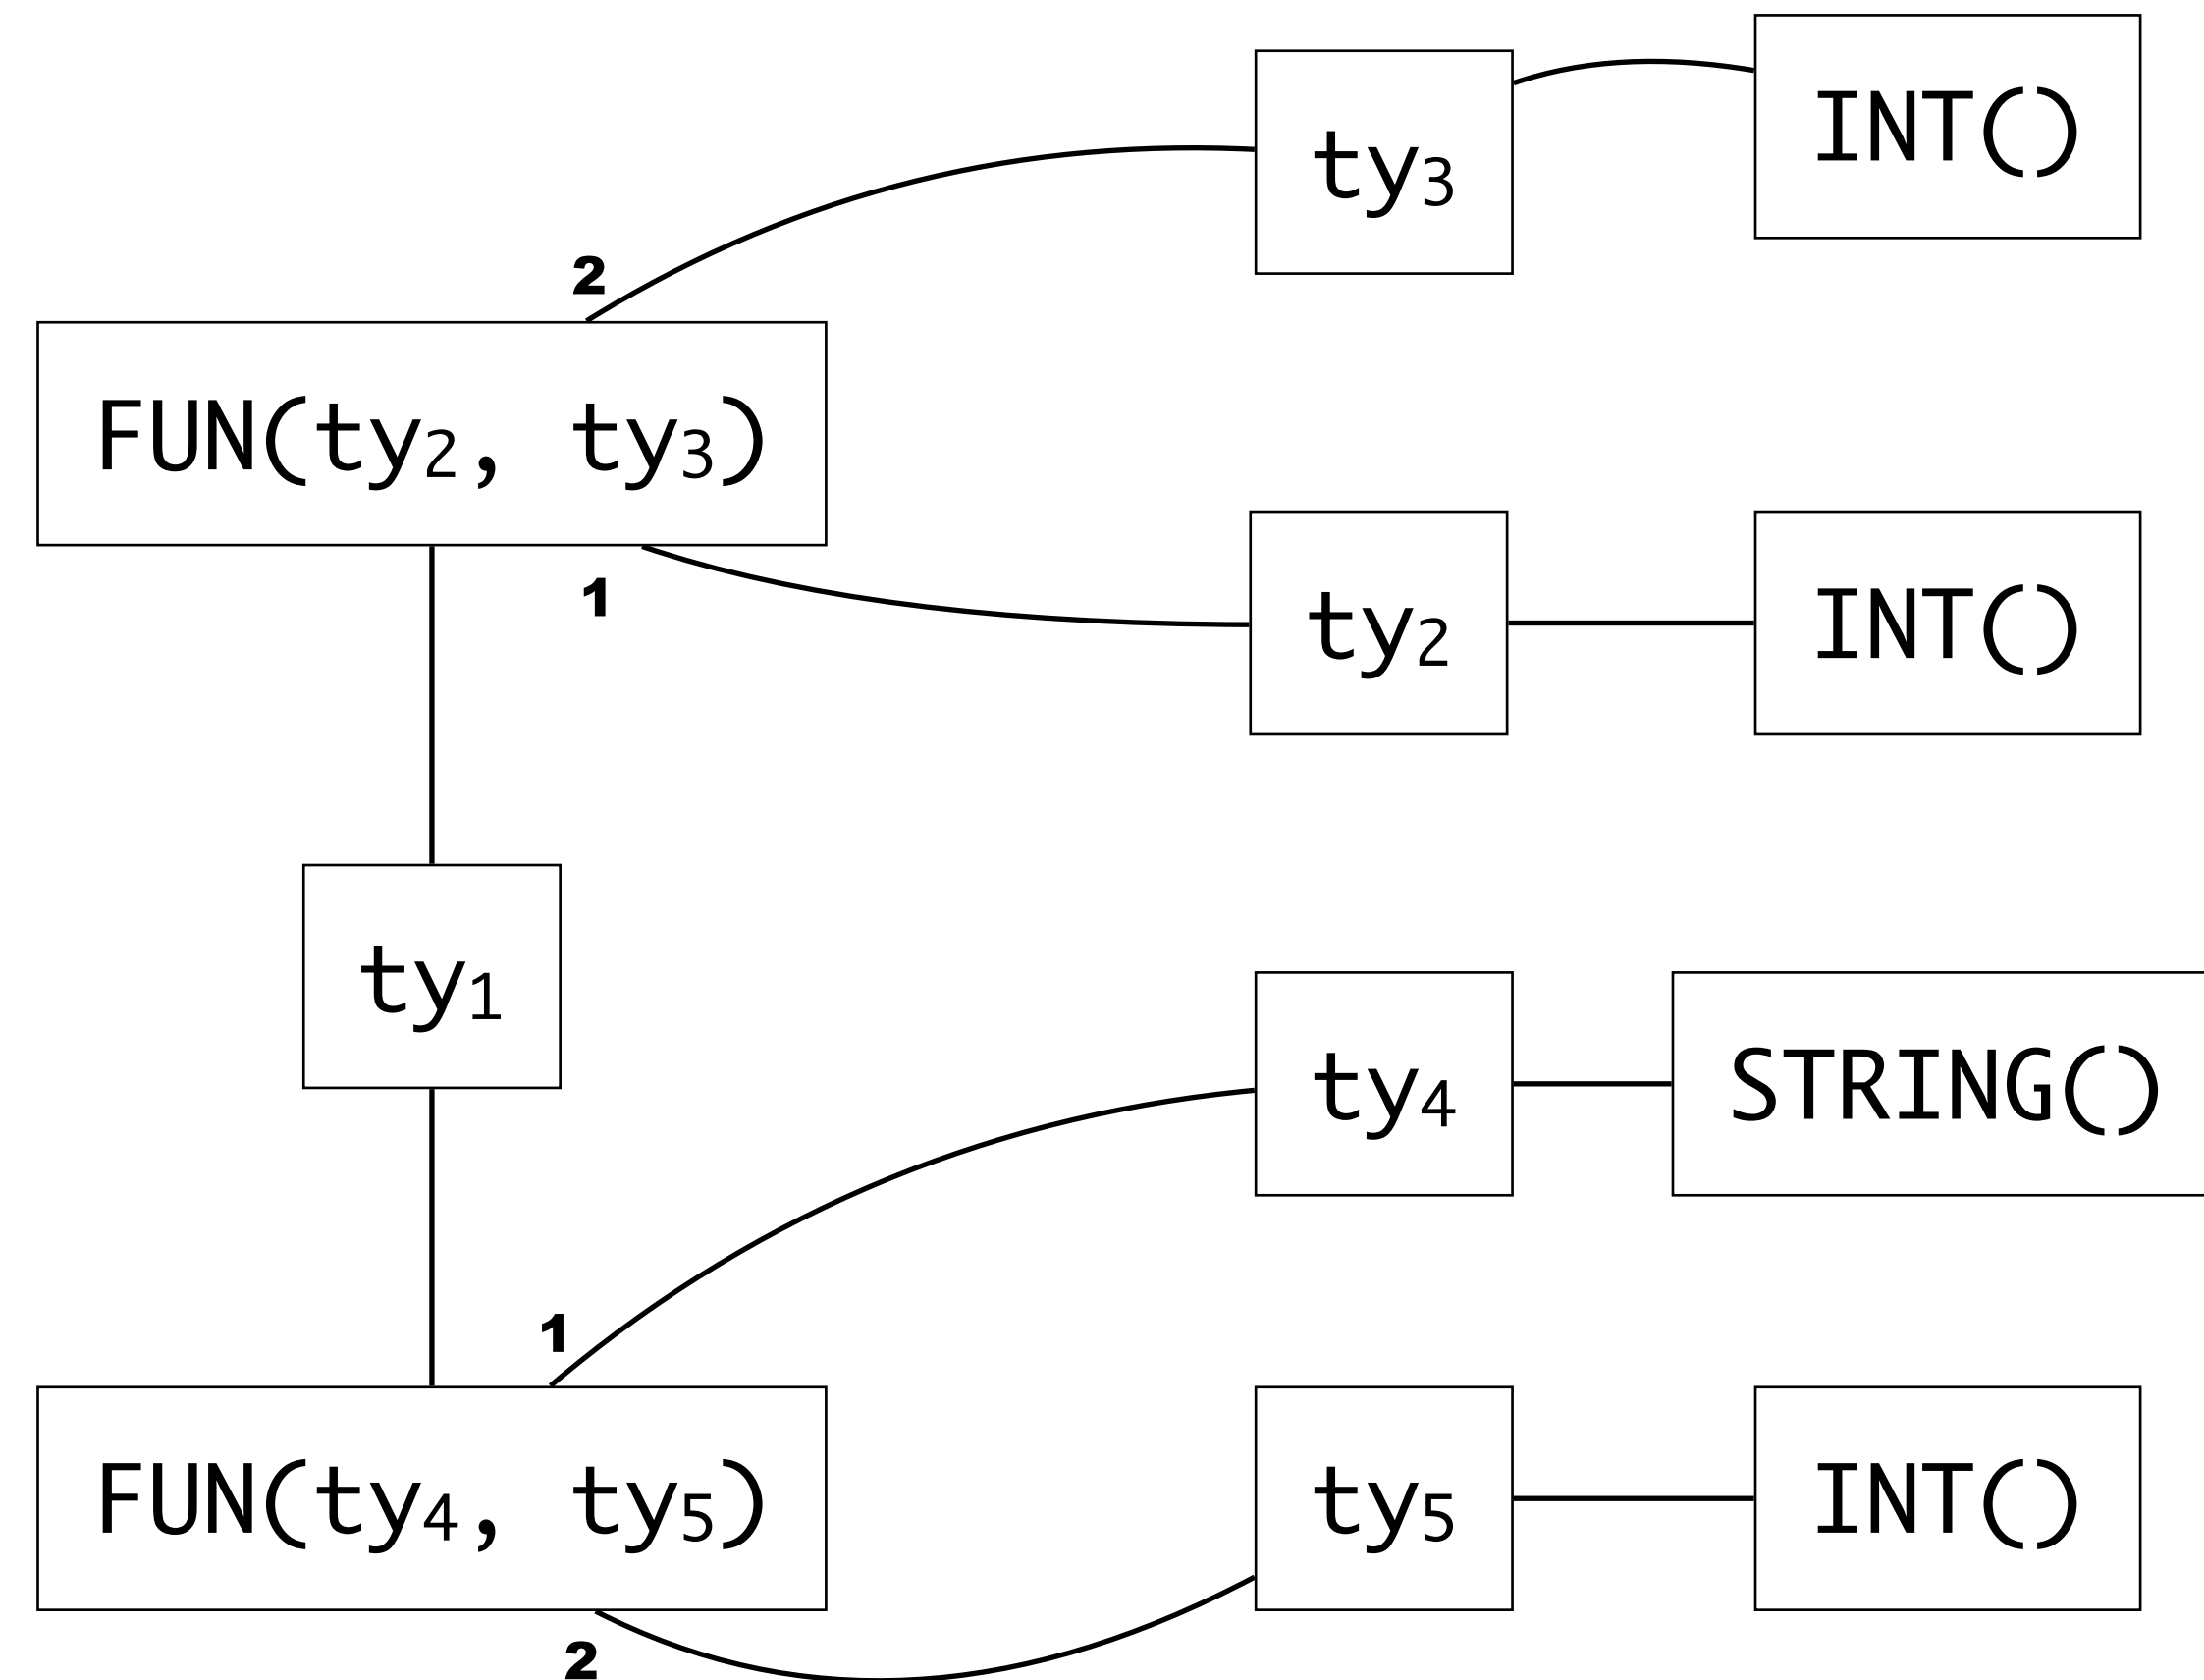 ty3
INT()
2
FUN(ty2, ty3)
1
ty2
INT()
ty1
ty4
STRING()
1
FUN(ty4, ty5)
ty5
INT()
2